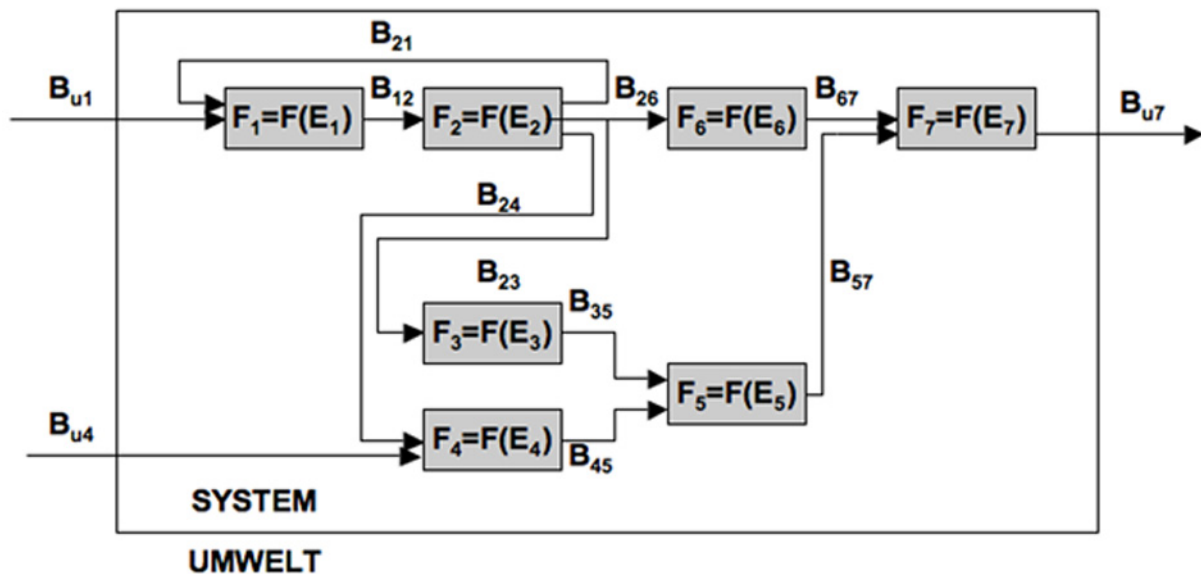 B21
Bu1
B12
B26
B67
Bu7
F1=F(E1)
F2=F(E2)
F6=F(E6)
F7=F(E7)
B24
B23
B57
B35
F3=F(E3)
F5=F(E5)
Bu4
F4=F(E4)
B45
SYSTEM
UMWELT